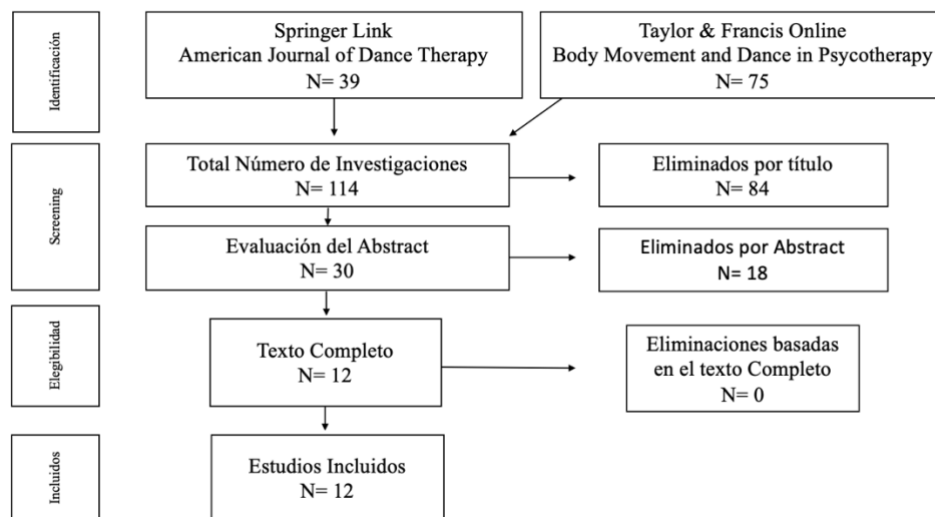 Identificación
Springer Link
American Journal of Dance Therapy
N= 39
Taylor & Francis Online
Body Movement and Dance in Psycotherapy
N= 75
Screening
Total Número de Investigaciones
N= 114
Eliminados por título
N= 84
Evaluación del Abstract
N= 30
Eliminados por Abstract
N= 18
Elegibilidad
Texto Completo
N= 12
Eliminaciones basadas
en el texto Completo
N= 0
Incluidos
Estudios Incluidos
N= 12